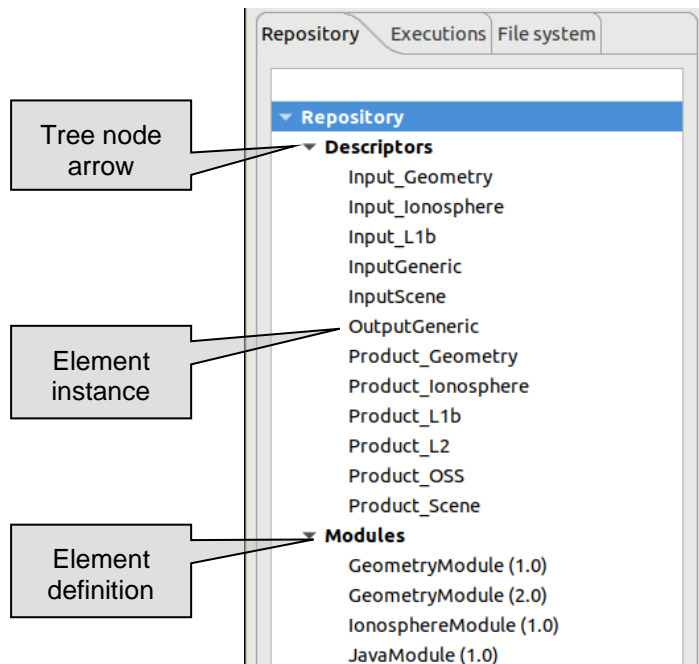 Repository Executions File system
Repository
Tree node
arrow
Descriptors
Input_Geometry
Input_Ionosphere
Input_L1b
InputGeneric
InputScene
Element
instance
OutputGeneric
Product_Geometry
Product_Ionosphere
Product_L1b
Product_L2
Product_OSS
Product_Scene
Element
definition
Modules
GeometryModule (1.0)
GeometryModule (2.0)
IonosphereModule (1.0)
JavaModule (1.0)